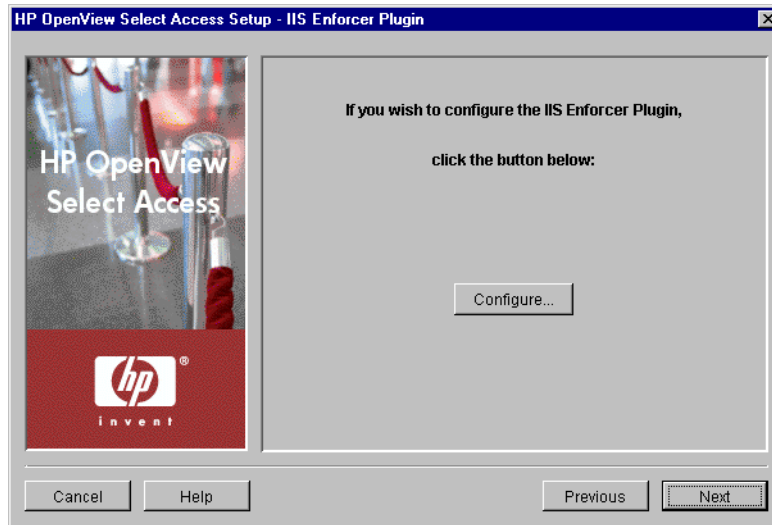 HP OpenView Select Access Setup - IIS Enforcer Plugin
HP OpenView
Select Access
hp
®
invent
If you wish to configure the IIS Enforcer Plugin,
click the button below:
Configure...
Cancel
Help
Previous
Next